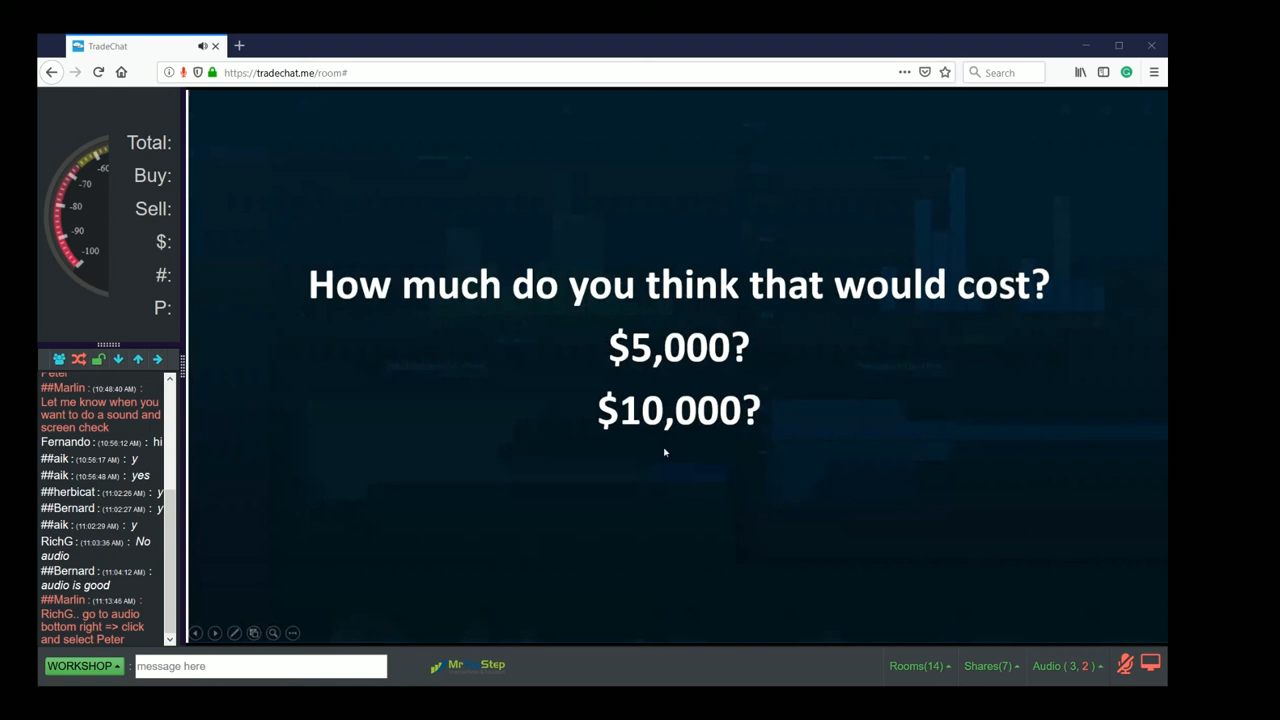 TradeChat
https://tradechat.me/room#
Search
Total:
Buy:
Sell:
$:
#:
P:
-60
-70
-80
-90
-100
How much do you think that would cost?
$5,000?
$10,000?
Peter
##Marlin : (10:48:40 AM) :
Let me know when you
want to do a sound and
screen check
Fernando : (10:56:12 AM) : hi
##aik : (10:56:17 AM) : y
##aik : (10:56:48 AM) : yes
##herbicat : (11:02:26 AM) : y
##Bernard : (11:02:27 AM) : y
##aik : (11:02:29 AM) : y
RichG : (11:03:36 AM) : No
audio
##Bernard : (11:04:12 AM) :
audio is good
##Marlin : (11:13:46 AM) :
RichG.. go to audio
bottom right => click
and select Peter
WORKSHOP
: message here
Rooms(14)
Shares(7)
Audio ( 3, 2 )